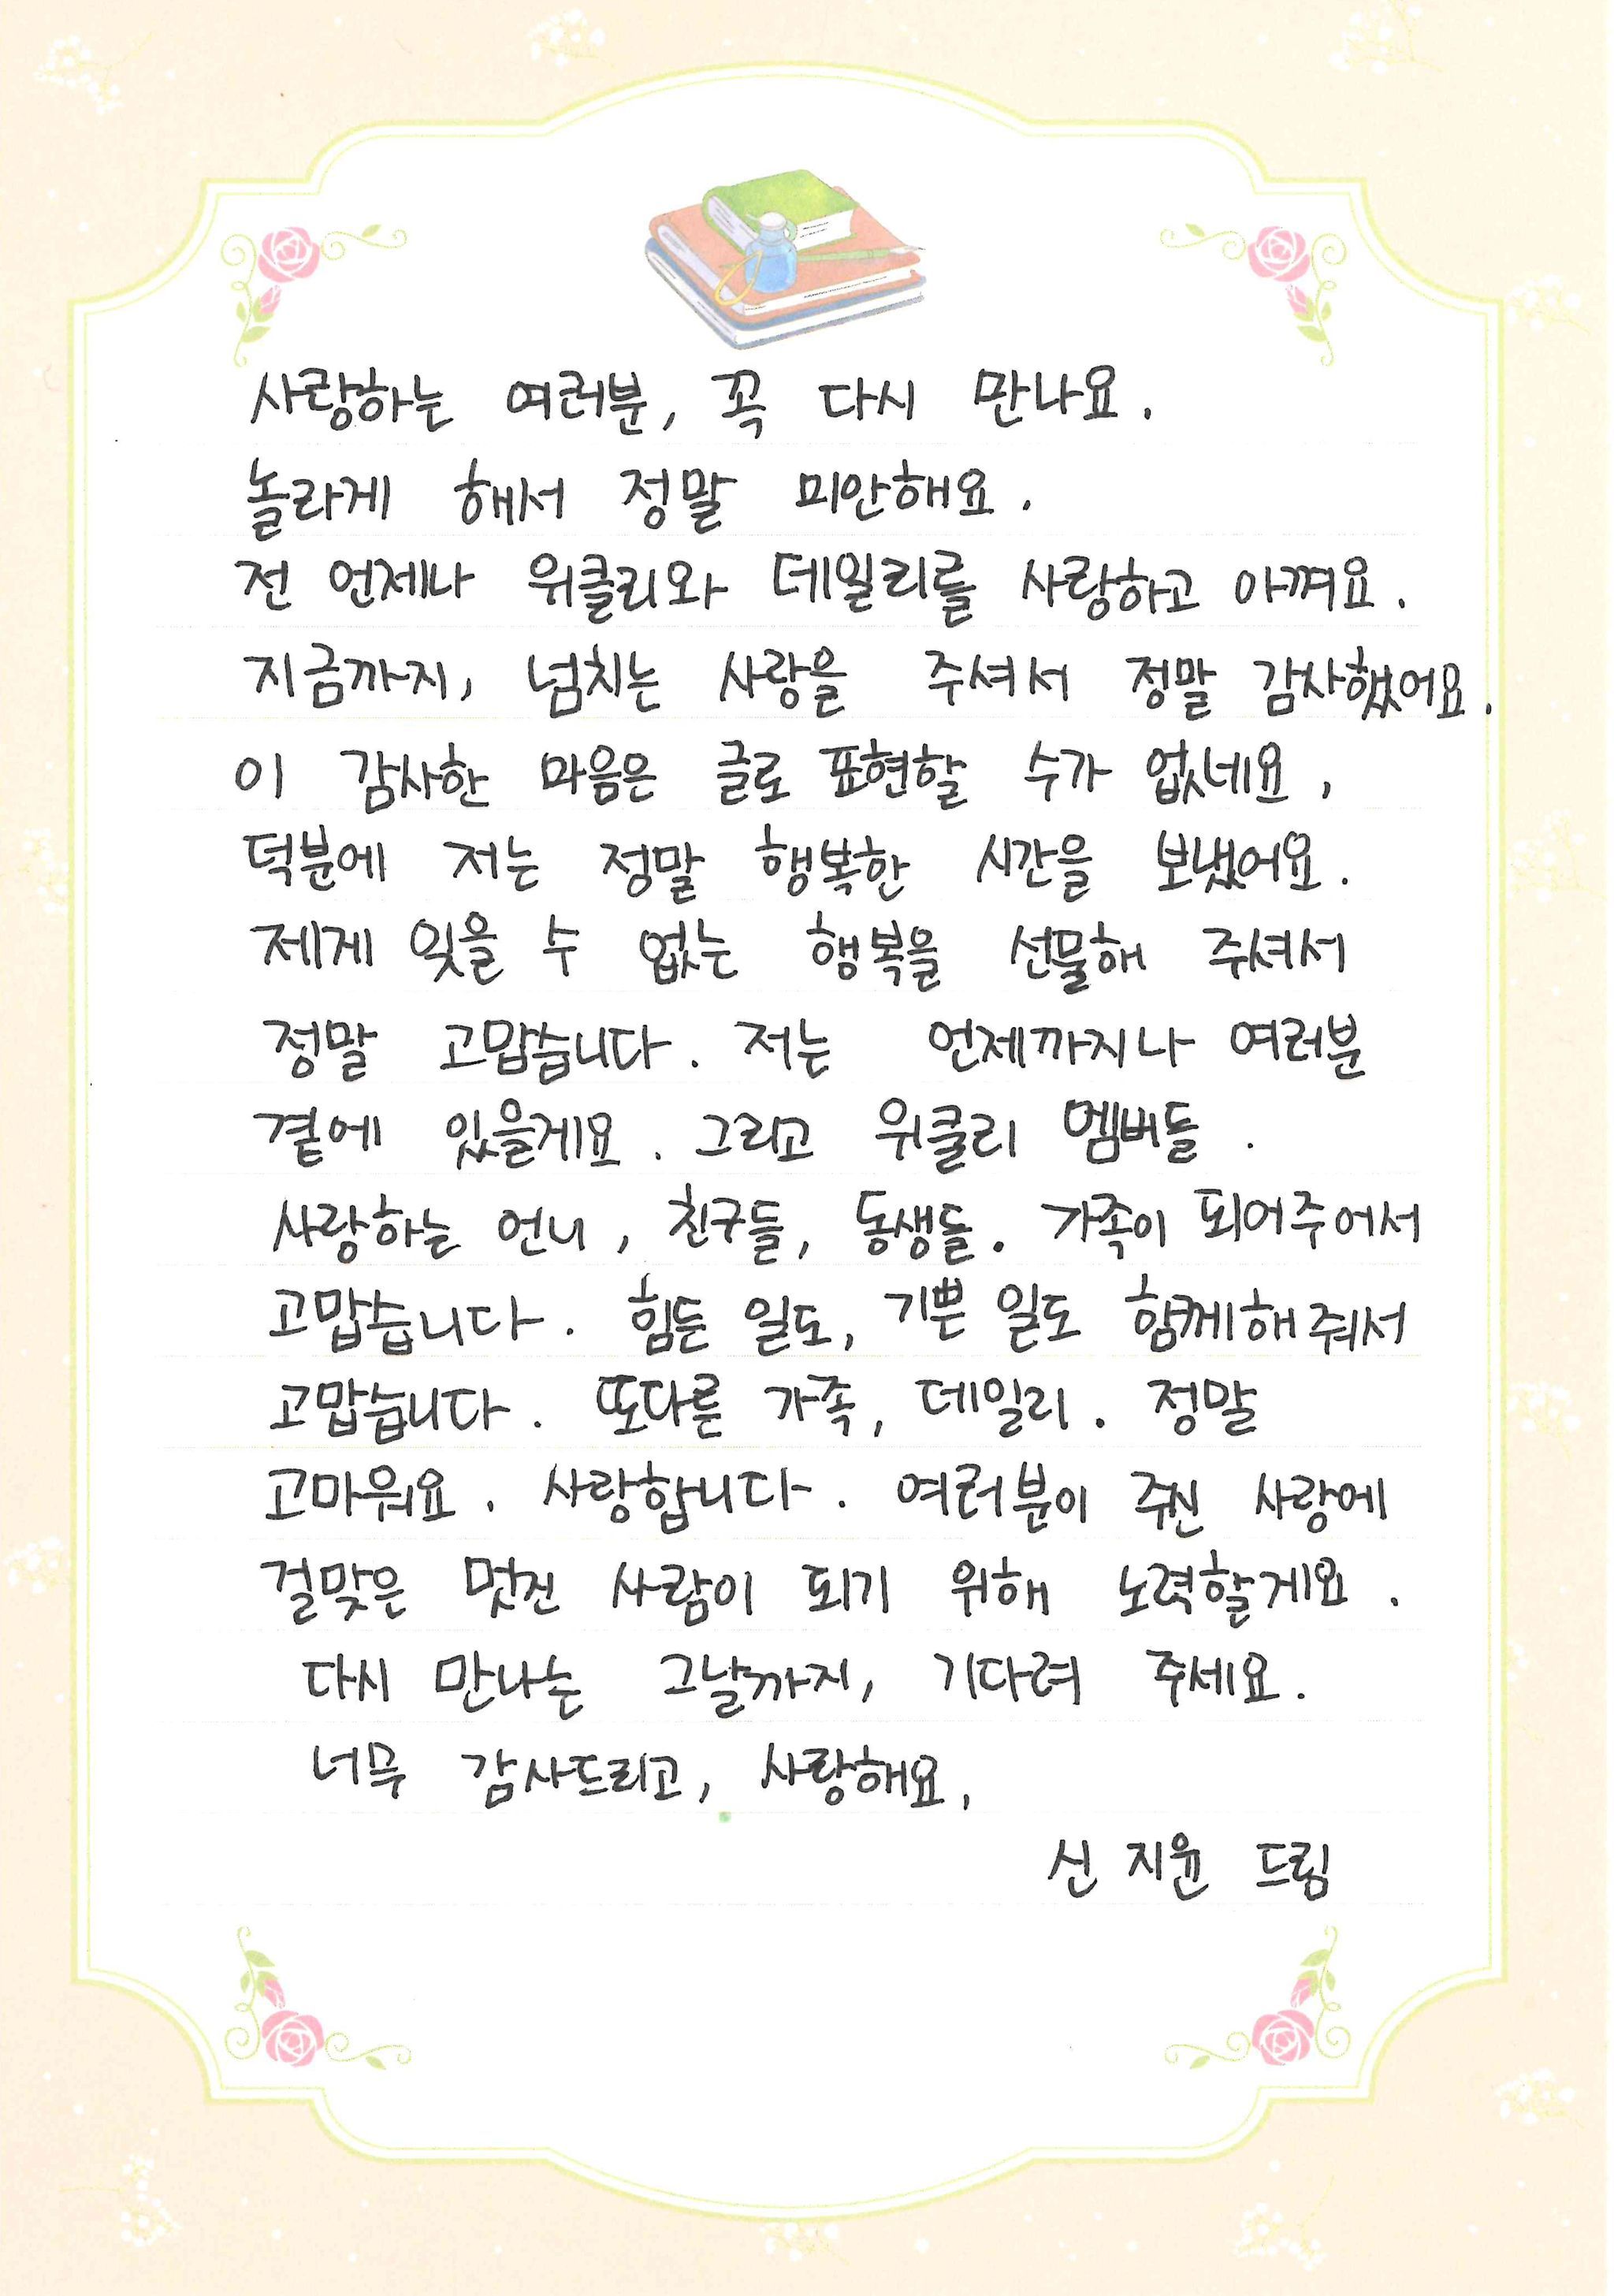 사랑하는 여러분, 꼭 다시 만나요.
놀라게 해서 정말 미안해요.
전 언제나 위클리와 데일리를 사랑하고 아껴요.
지금까지, 넘치는 사랑을 주셔서 정말 감사했어요.
이 감사한 마음은 글로 표현할 수가 없네요,
덕분에 저는 정말 행복한 시간을 보냈어요.
제게 잊을 수 없는 행복을 선물해 주셔서
정말 고맙습니다. 저는 언제까지나 여러분
곁에 있을게요. 그리고 위클리 멤버들.
사랑하는 언니, 친구들, 동생들. 가족이 되어주어서
고맙습니다. 힘든 일도, 기쁜 일도 함께해줘서
고맙습니다. 또다른 가족, 데일리. 정말
고마워요. 사랑합니다. 여러분이 주신 사랑에
걸맞은 멋진 사람이 되기 위해 노력할게요.
다시 만나는 그날까지, 기다려 주세요.
너무 감사드리고, 사랑해요,
신지윤 드림